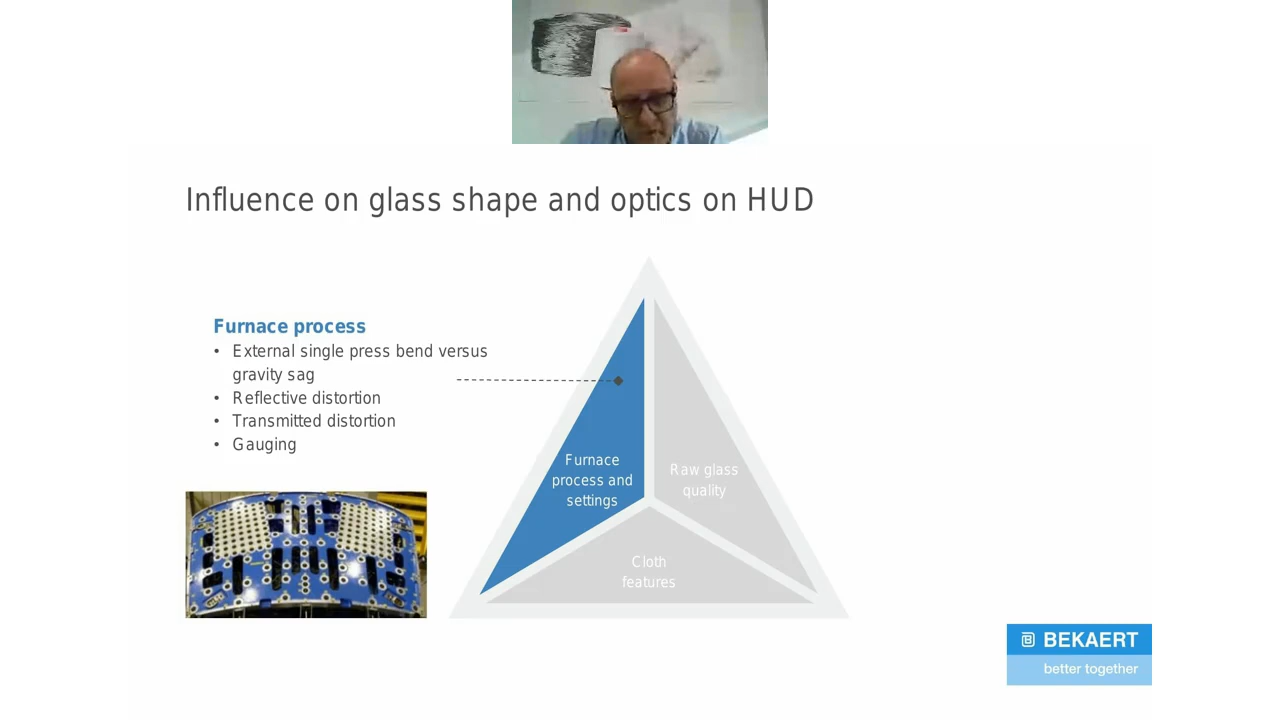 Influence on glass shape and optics on HUD
Furnace process
• External single press bend versus
gravity sag
• Reflective distortion
• Transmitted distortion
• Gauging
Furnace
process and
settings
Raw glass
quality
Cloth
features
BEKAERT
better together